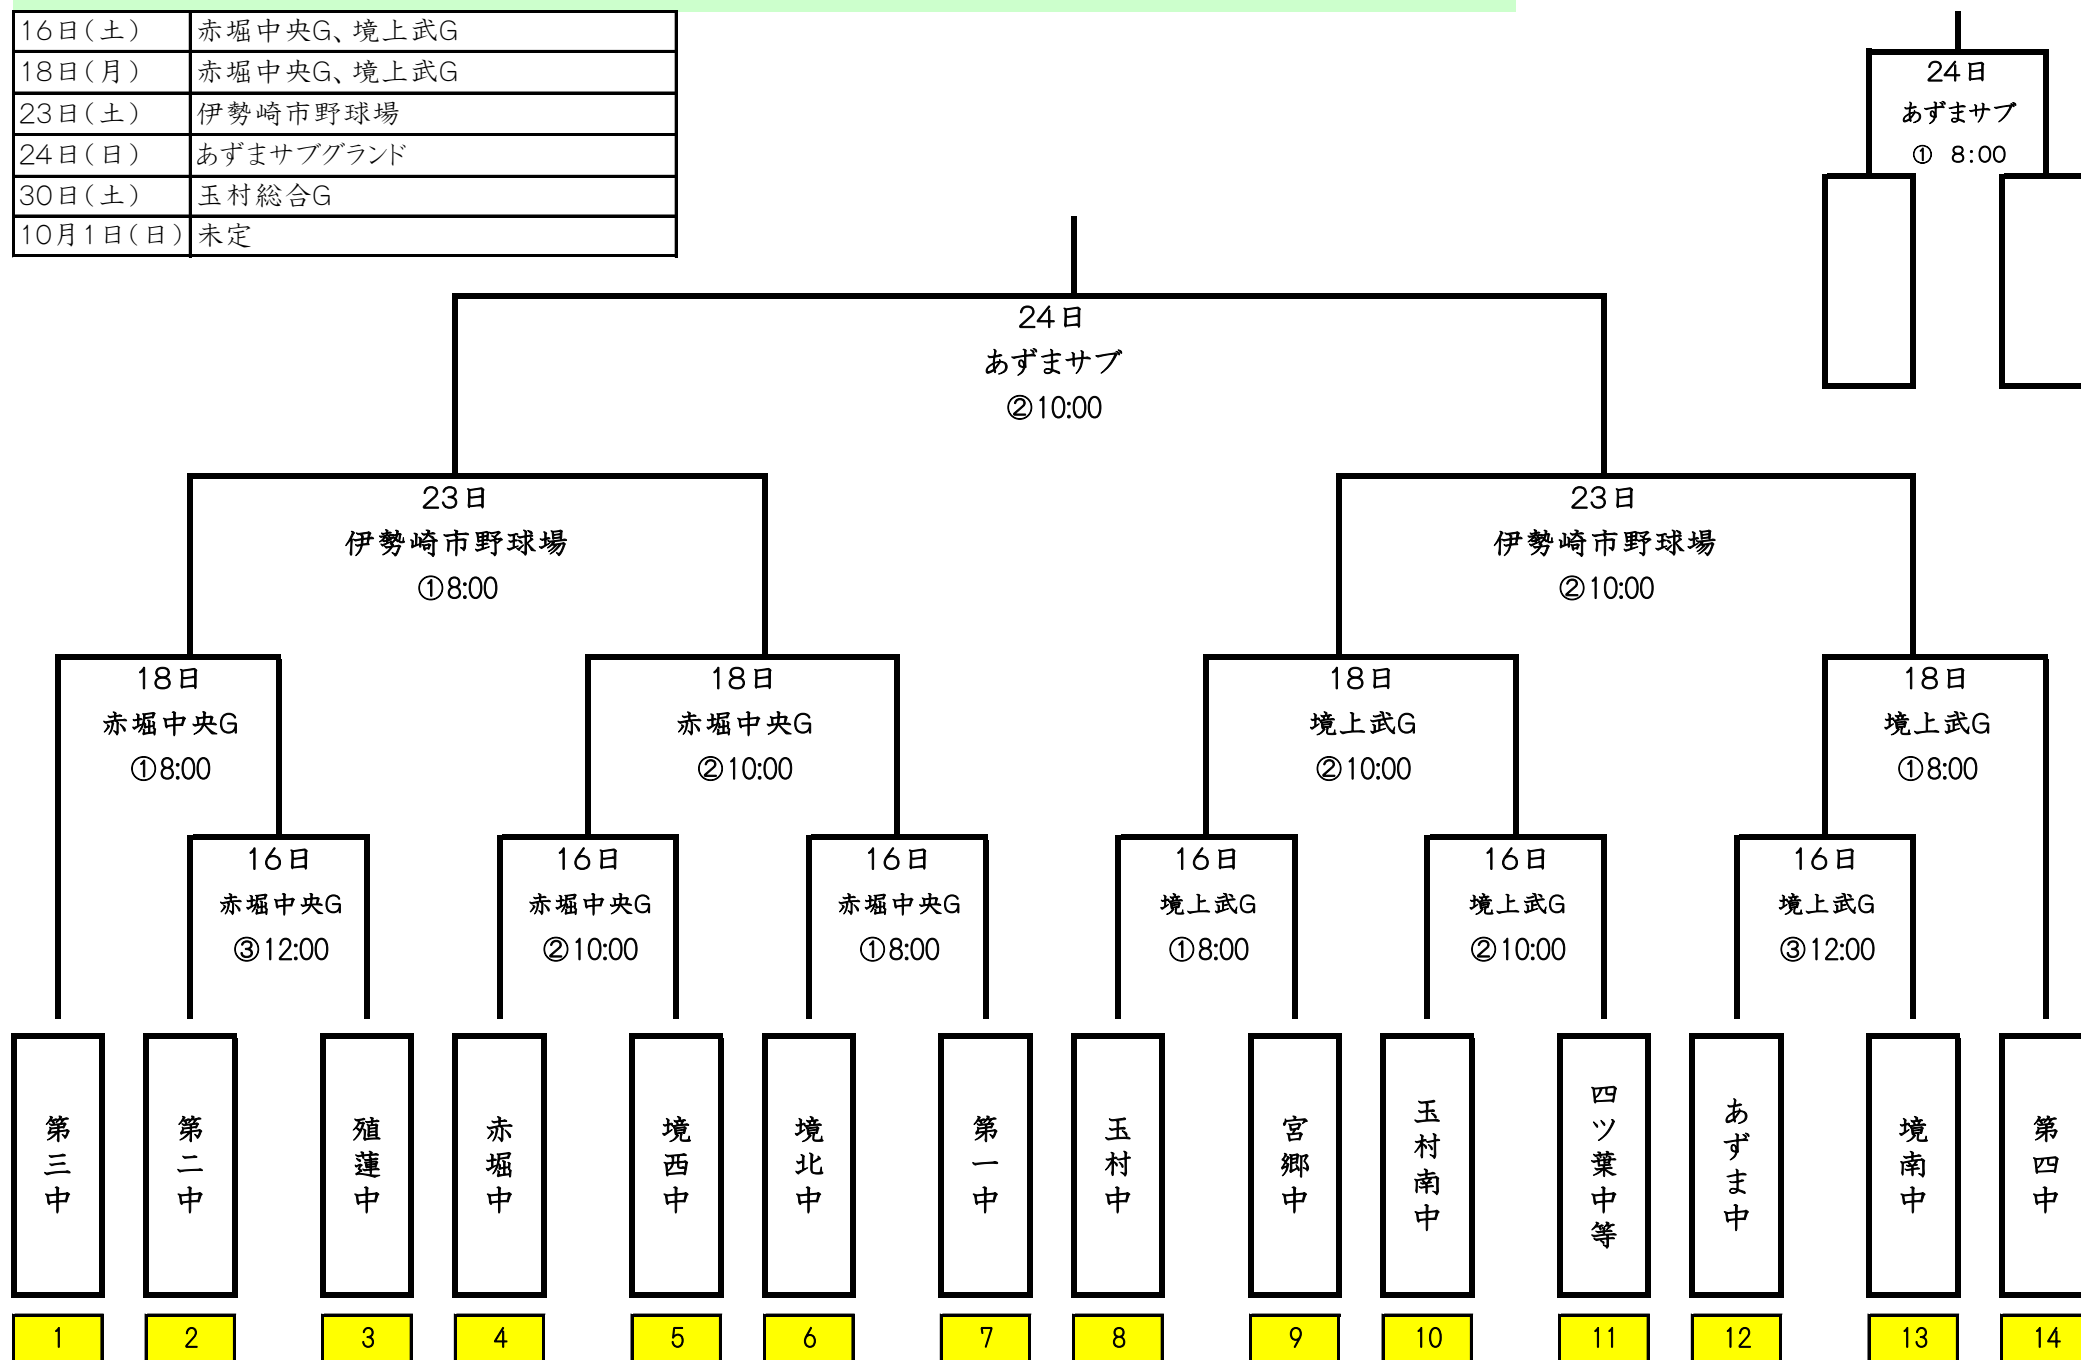 16日(土) 赤堀中央G、境上武G
18日(月) 赤堀中央G、境上武G
23日(土) 伊勢崎市野球場
24日(日) あずまサブグランド
30日(土) 玉村総合G
10月1日(日) 未定
24日
あずまサブ
① 8:00
24日
あずまサブ
②10:00
23日
伊勢崎市野球場
①8:00
23日
伊勢崎市野球場
②10:00
18日
赤堀中央G
①8:00
18日
赤堀中央G
②10:00
18日
境上武G
②10:00
18日
境上武G
①8:00
16日
赤堀中央G
③12:00
16日
赤堀中央G
②10:00
16日
赤堀中央G
①8:00
16日
境上武G
①8:00
16日
境上武G
②10:00
16日
境上武G
③12:00
第三中
第二中
殖蓮中
赤堀中
境西中
境北中
第一中
玉村中
宮郷中
玉村南中
四ツ葉中等
あずま中
境南中
第四中
1 2 3 4 5 6 7 8 9 10 11 12 13 14